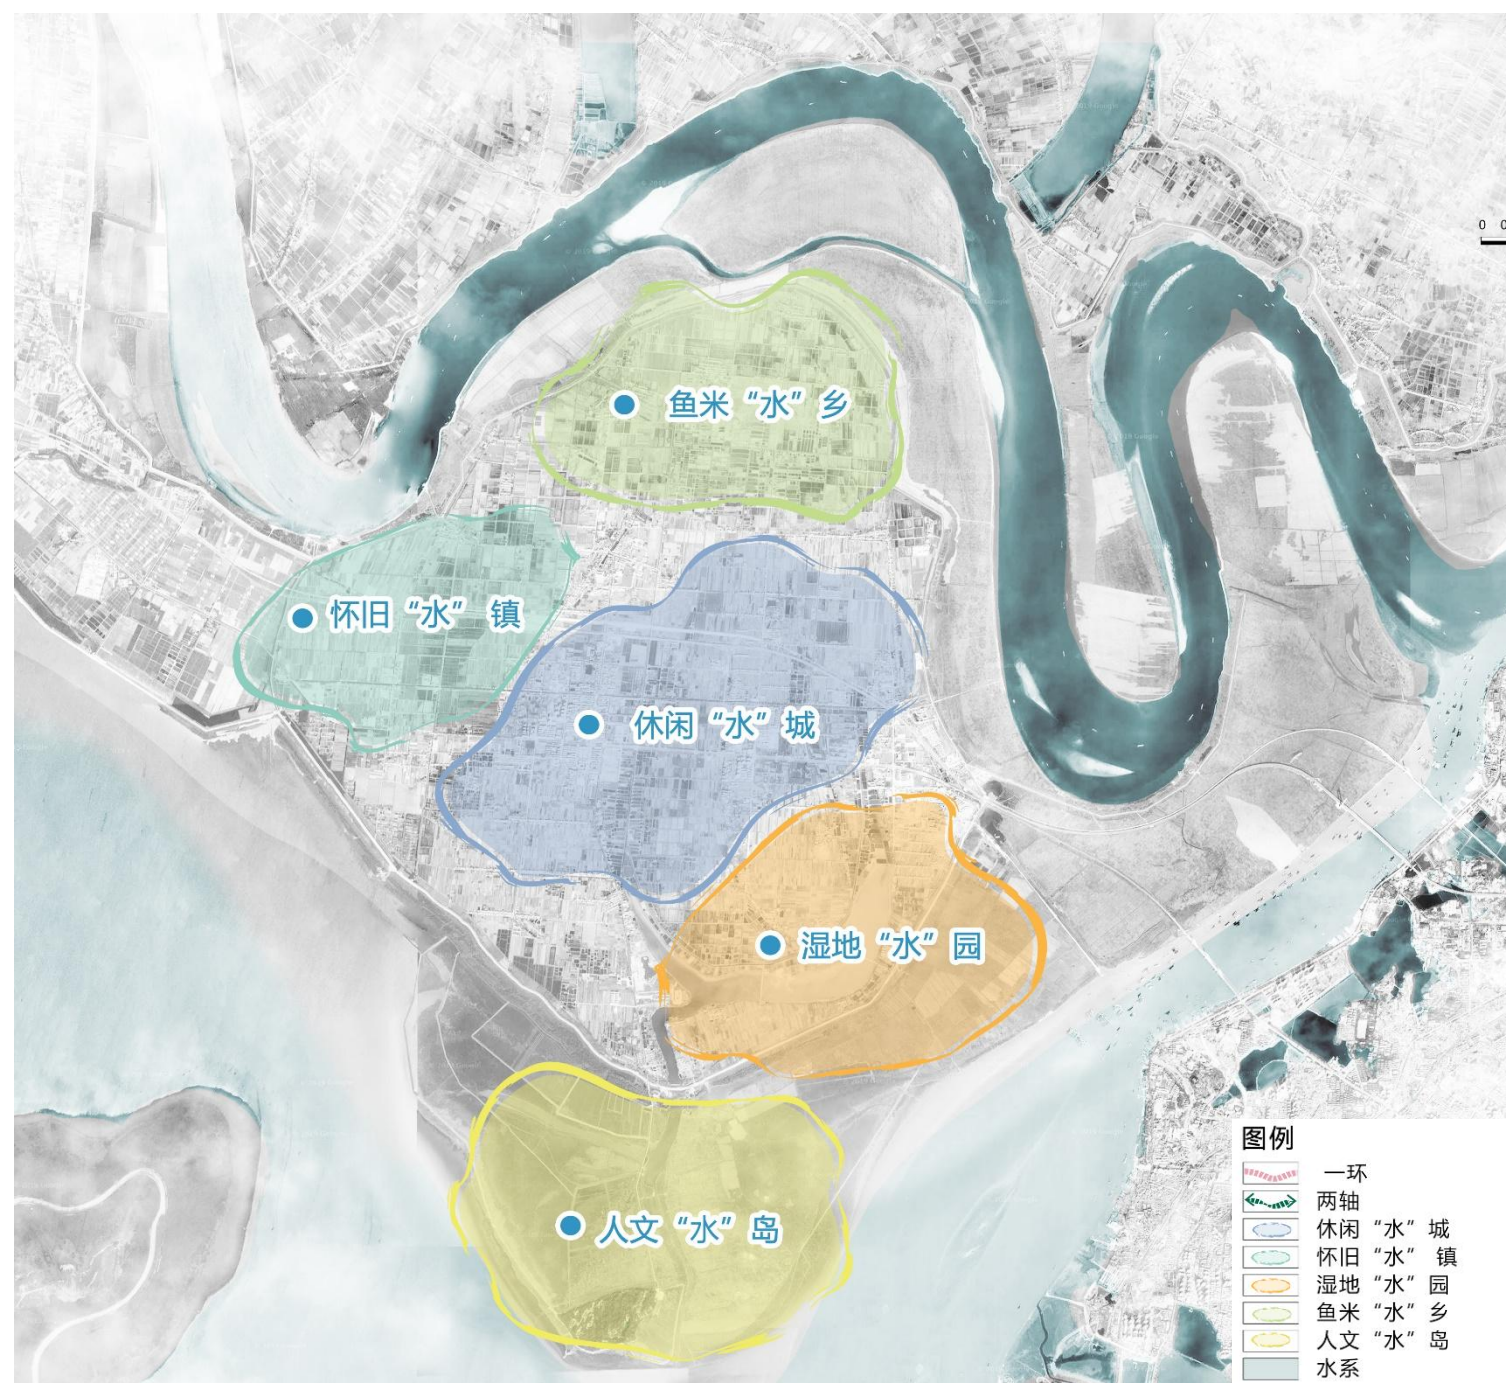 0 0
鱼米“水”乡
怀旧“水” 镇
休闲“水”城
湿地“水”园
人文“水”岛
图例
一环
两轴
休闲“水”城
怀旧“水” 镇
湿地“水”园
鱼米“水”乡
人文“水”岛
水系